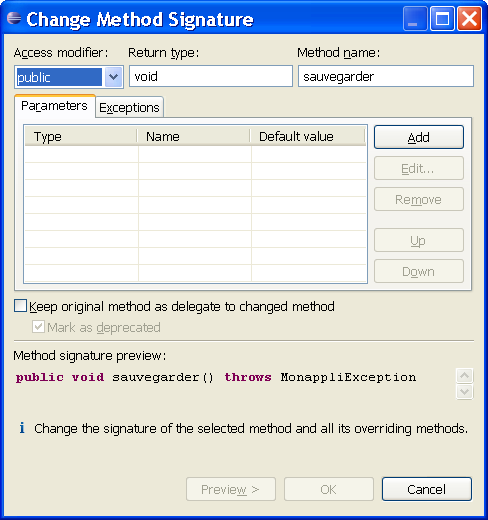 Change Method Signature
Access modifier: Return type: Method name:
public void sauvegarder
Parameters Exceptions
Type Name Default value
Add
Edit...
Remove
Up
Down
Keep original method as delegate to changed method
Mark as deprecated
Method signature preview:
public void sauvegarder() throws MonappliException
i Change the signature of the selected method and all its overriding methods.
Preview > OK Cancel